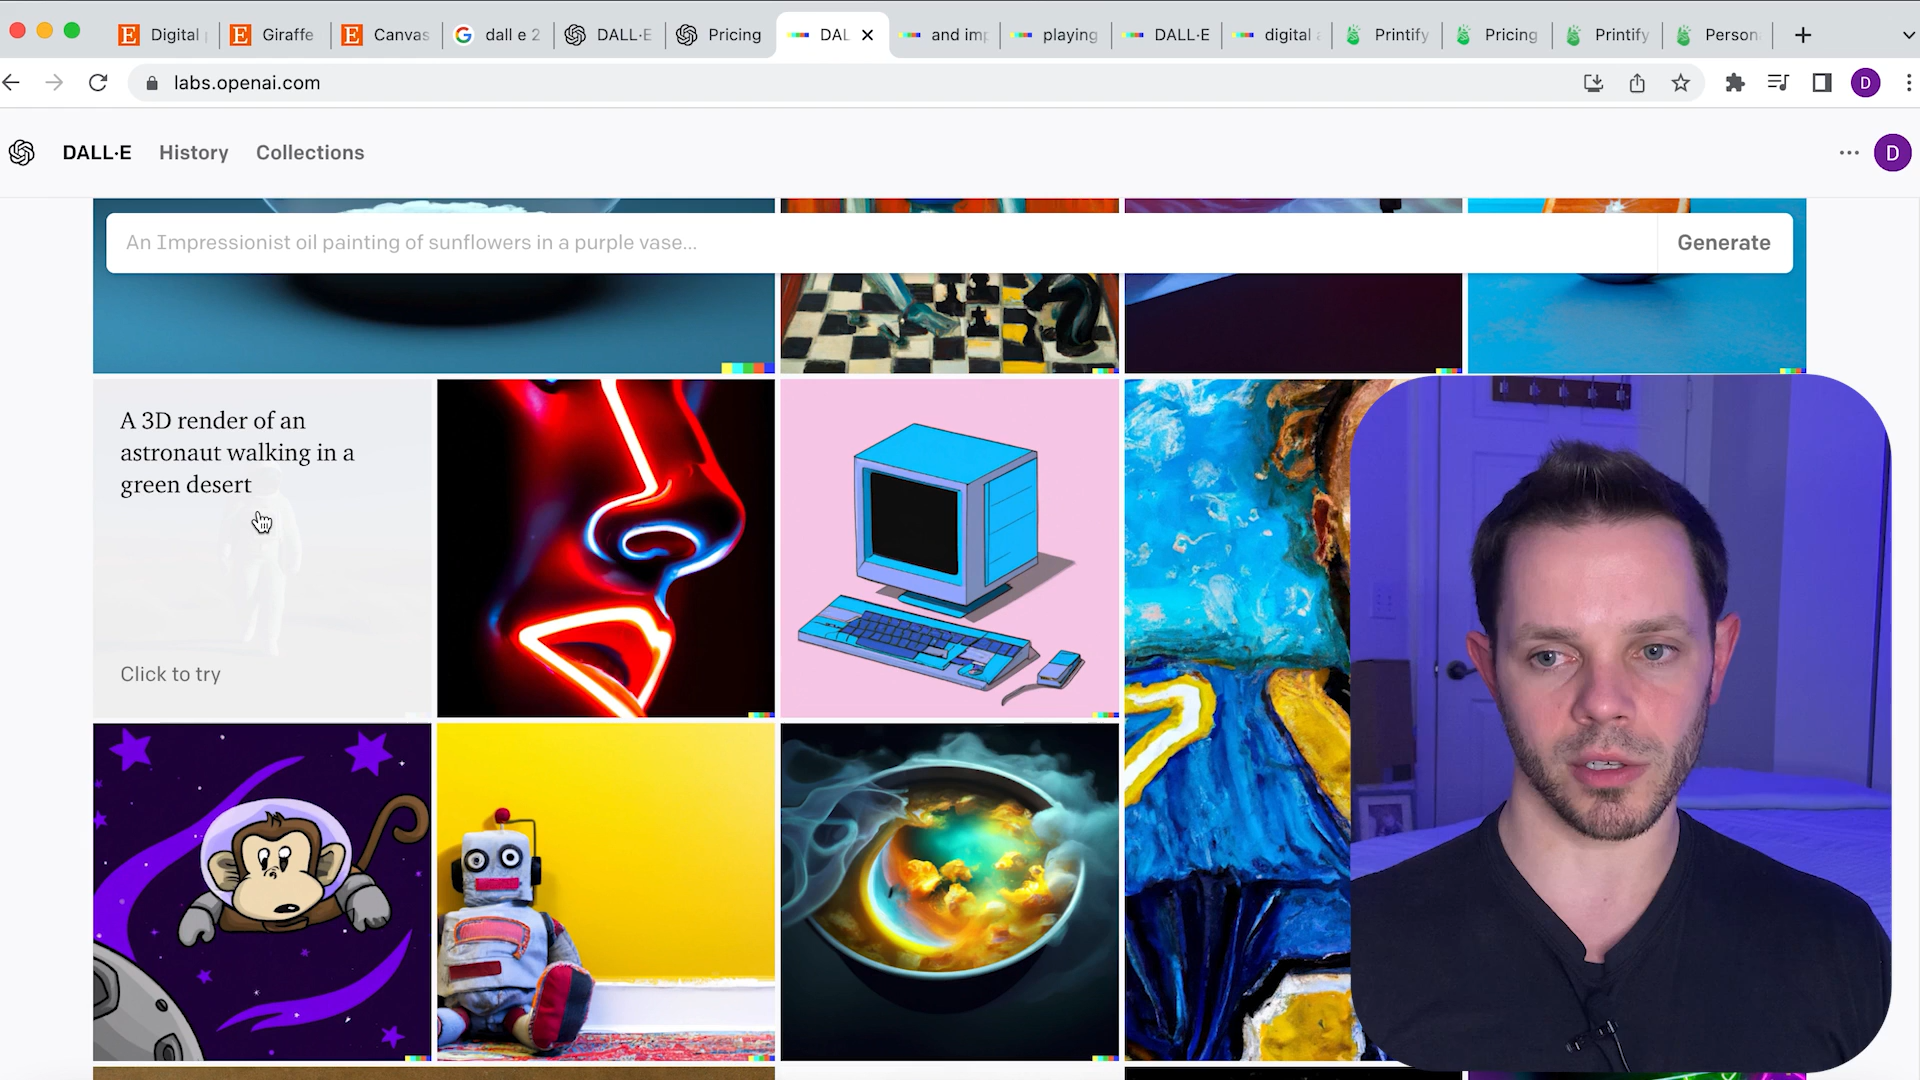 Digital
Giraffe
Canvas
dall e 2
DALL·E
Pricing
DAL
and imp
playing
DALL·E
digital
Printify
Pricing
Printify
Person
labs.openai.com
D
DALL·E
History
Collections
D
An Impressionist oil painting of sunflowers in a purple vase...
Generate
A 3D render of an
astronaut walking in a
green desert
Click to try